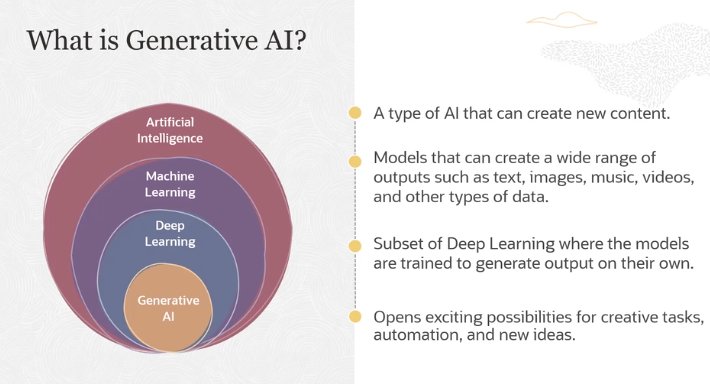 What is Generative AI?
Artificial
Intelligence
Machine
Learning
Deep
Learning
Generative
AI
A type of AI that can create new content.
Models that can create a wide range of
outputs such as text, images, music, videos,
and other types of data.
Subset of Deep Learning where the models
are trained to generate output on their own.
Opens exciting possibilities for creative tasks,
automation, and new ideas.